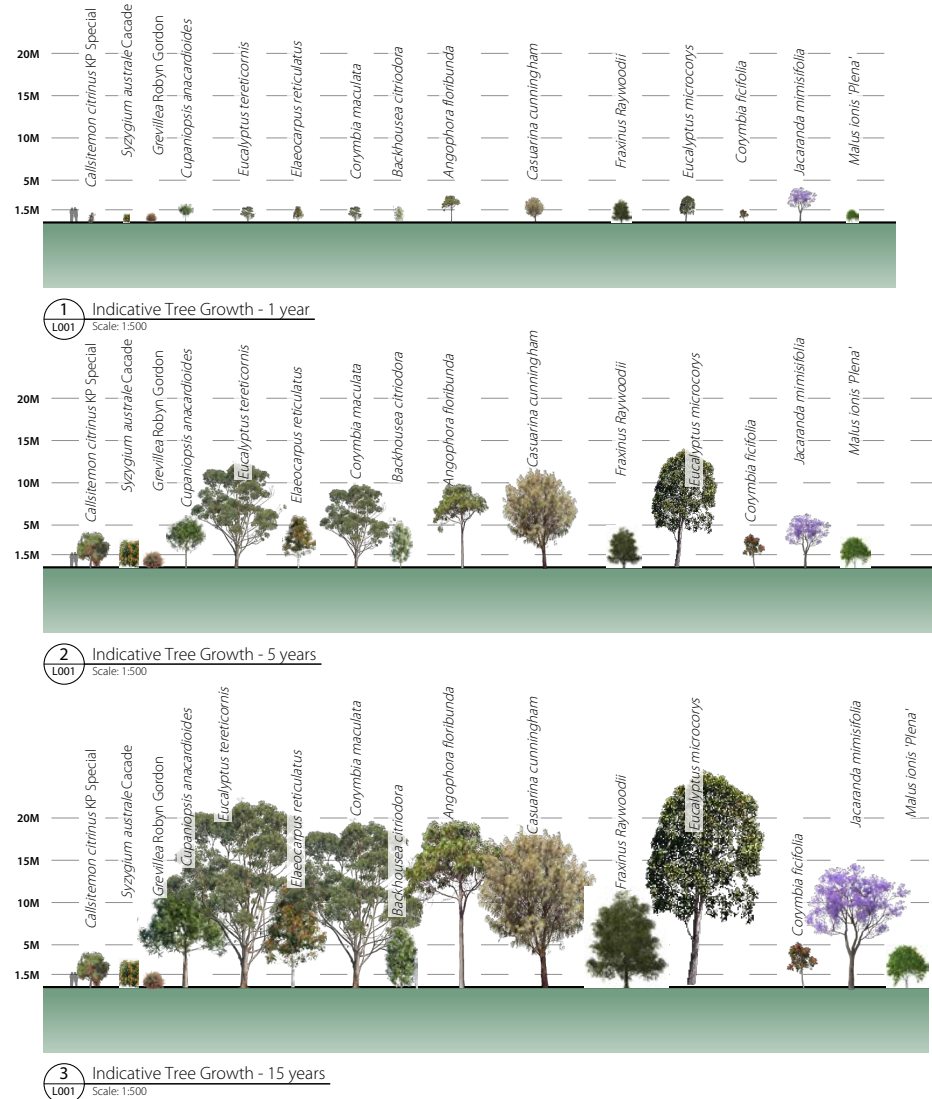 Callsitemon citrinus KP Special
Syzygium australe Cacade
Grevillea Robyn Gordon
Cupaniopsis anacardioides
Eucalyptus tereticornis
Elaeocarpus reticulatus
Corymbia maculata
Backhousea citriodora
Angophora floribunda
Casuarina cunningham
Fraxinus Raywoodii
Eucalyptus microcorys
Corymbia ficifolia
Jacaranda mimisifolia
Malus ionis 'Plena'
20M
15M
10M
5M
1.5M
1 Indicative Tree Growth - 1 year
L001 Scale: 1:500
Callsitemon citrinus KP Special
Syzygium australe Cacade
Grevillea Robyn Gordon
Cupaniopsis anacardioides
Eucalyptus tereticornis
Elaeocarpus reticulatus
Corymbia maculata
Backhousea citriodora
Angophora floribunda
Casuarina cunningham
Fraxinus Raywoodii
Eucalyptus microcorys
Corymbia ficifolia
Jacaranda mimisifolia
Malus ionis 'Plena'
20M
15M
10M
5M
1.5M
2 Indicative Tree Growth - 5 years
L001 Scale: 1:500
Callsitemon citrinus KP Special
Syzygium australe Cacade
Grevillea Robyn Gordon
Cupaniopsis anacardioides
Eucalyptus tereticornis
Elaeocarpus reticulatus
Corymbia maculata
Backhousea citriodora
Angophora floribunda
Casuarina cunningham
Fraxinus Raywoodii
Eucalyptus microcorys
Corymbia ficifolia
Jacaranda mimisifolia
Malus ionis 'Plena'
20M
15M
10M
5M
1.5M
3 Indicative Tree Growth - 15 years
L001 Scale: 1:500